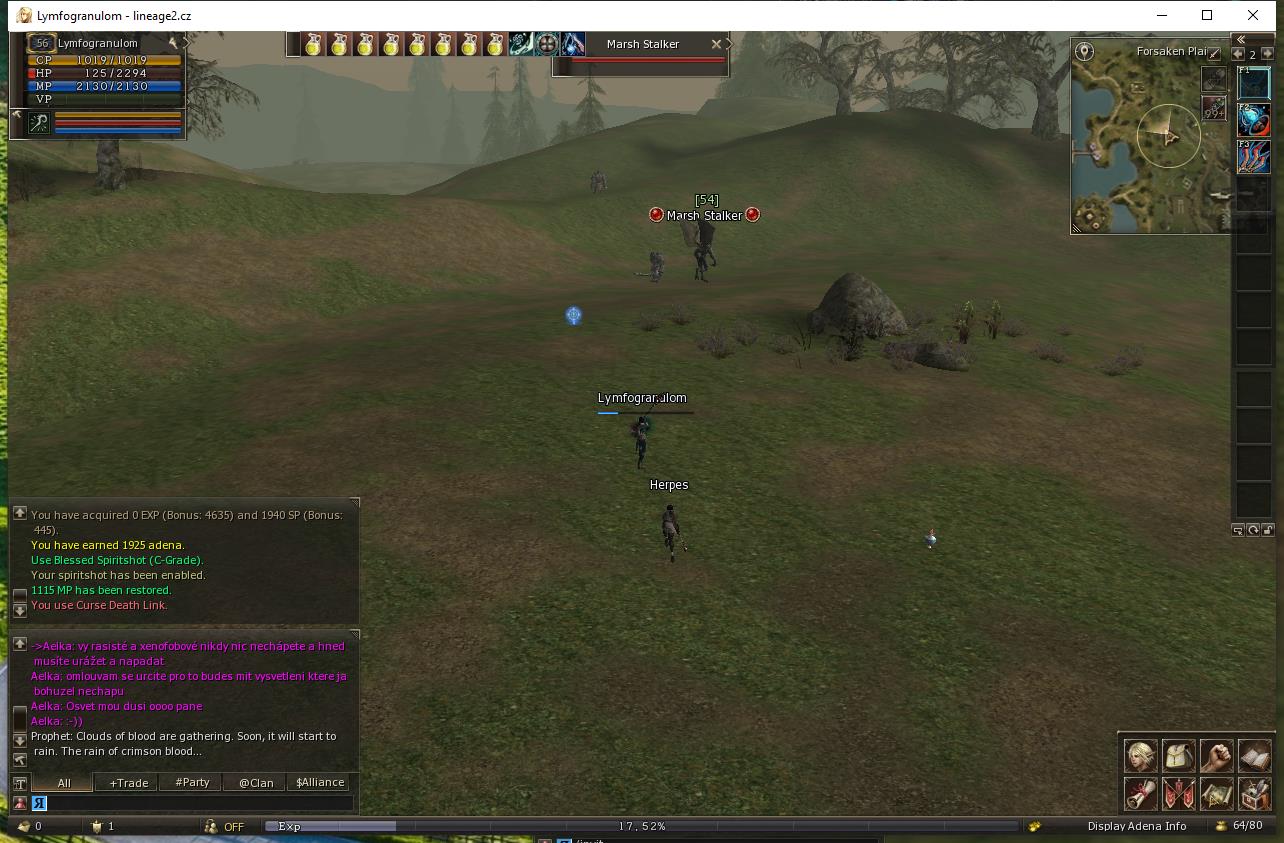 Lymfogranulom - lineage2.cz
56 Lymfogranulom
CP 1019/1019
HP 125/2294
MP 2130/2130
VP
Marsh Stalker
Forsaken Plai
2
99+
F1
F2
F3
[54]
Marsh Stalker
Lymfogranulom
Herpes
You have acquired 0 EXP (Bonus: 4635) and 1940 SP (Bonus:
445).
You have earned 1925 adena.
Use Blessed Spiritshot (C-Grade).
Your spiritshot has been enabled.
1115 MP has been restored.
You use Curse Death Link.
->Aelka: vy rasisté a xenofobové nikdy nic nechápete a hned
musíte urážet a napadat
Aelka: omlouvam se urcite pro to budes mit vysvetleni ktere ja
bohuzel nechapu
Aelka: Osvet mou dusi oooo pane
Aelka: :-))
Prophet: Clouds of blood are gathering. Soon, it will start to
rain. The rain of crimson blood...
All +Trade #Party @Clan $Alliance
Я
0 1 OFF Exp 17,52% Display Adena Info 64/80